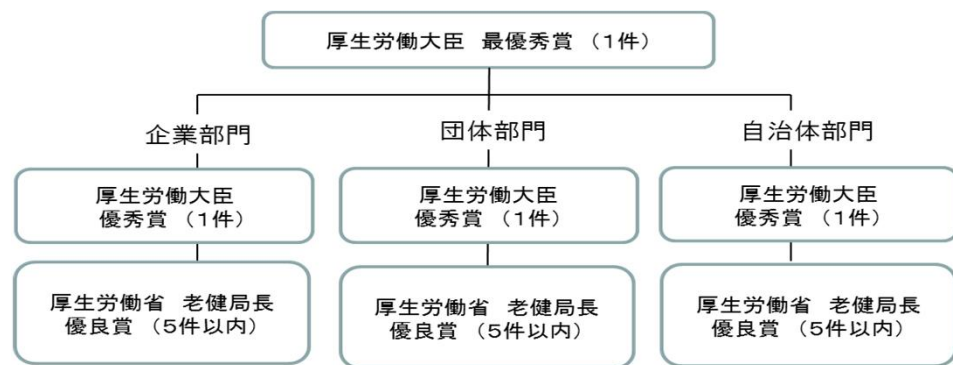 厚生労働大臣 最優秀賞 （１件）
企業部門
団体部門
自治体部門
厚生労働大臣
優秀賞 （１件）
厚生労働大臣
優秀賞 （１件）
厚生労働大臣
優秀賞 （１件）
厚生労働省 老健局長
優良賞 （５件以内）
厚生労働省 老健局長
優良賞 （５件以内）
厚生労働省 老健局長
優良賞 （５件以内）